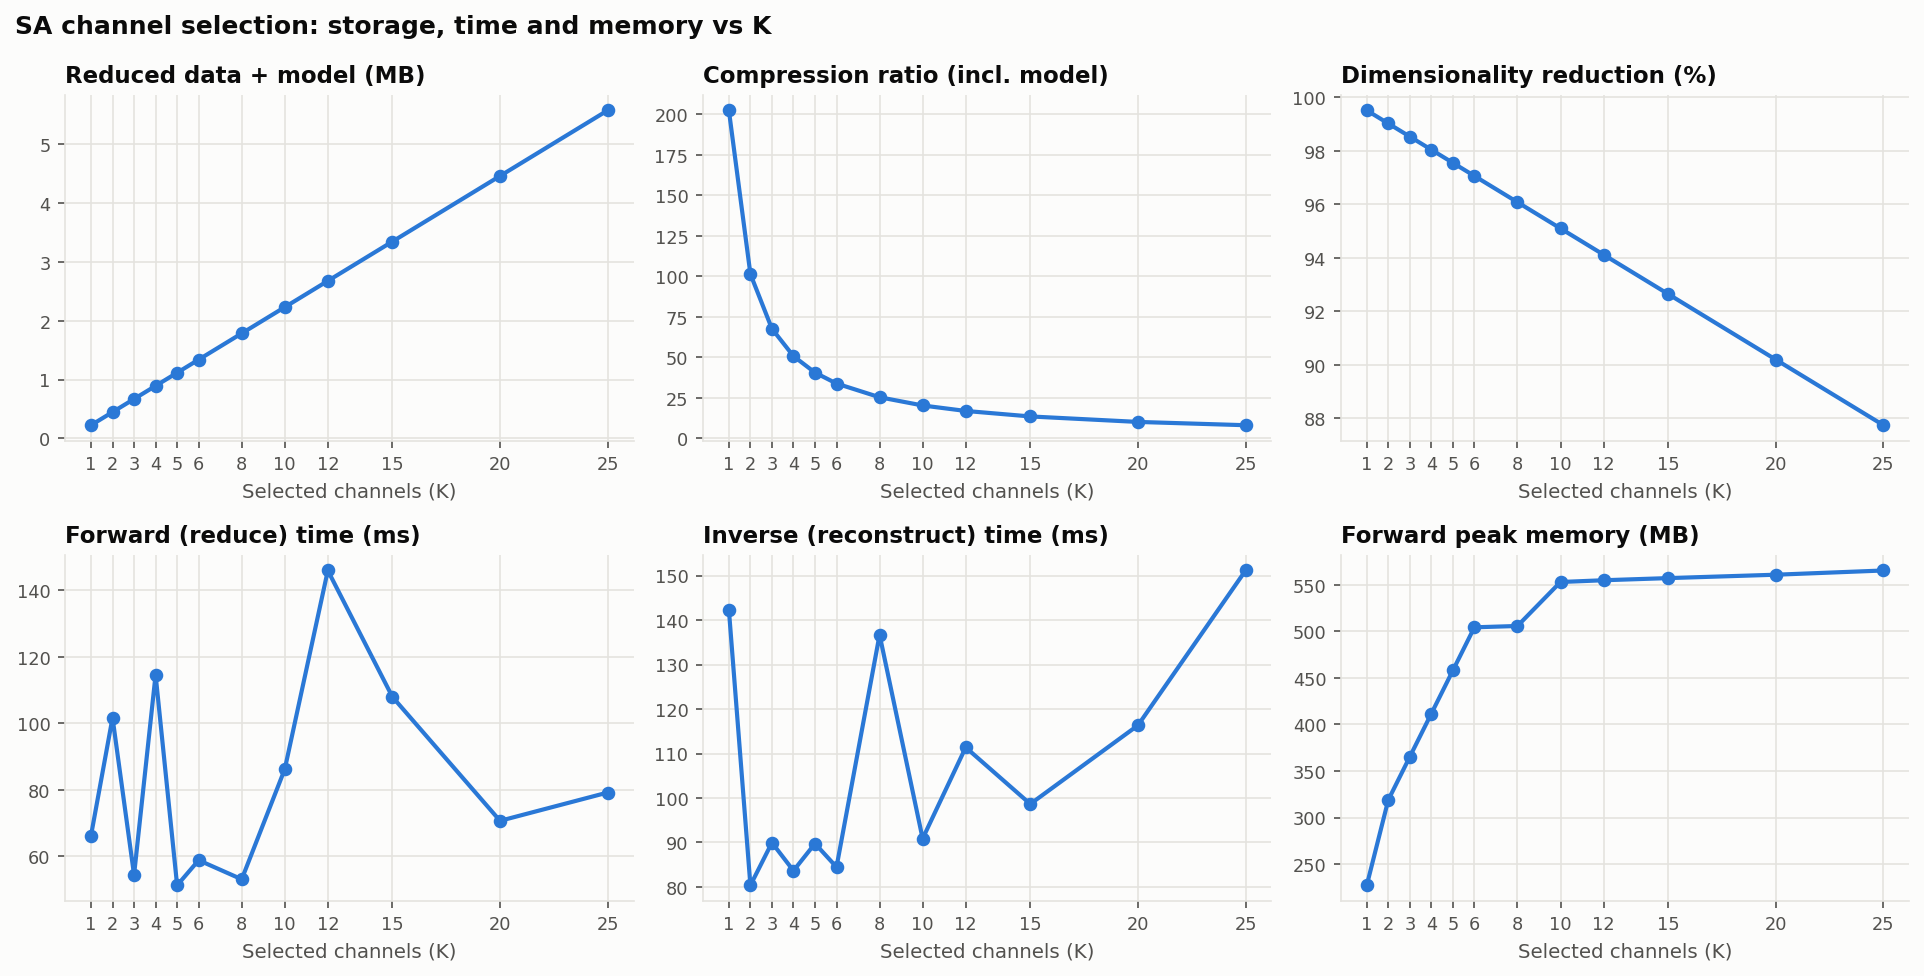 SA channel selection: storage, time and memory vs K
Reduced data + model (MB)
5
4
3
2
1
0
1 2 3 4 5 6 8 10 12 15 20 25
Selected channels (K)
Compression ratio (incl. model)
200
175
150
125
100
75
50
25
0
1 2 3 4 5 6 8 10 12 15 20 25
Selected channels (K)
Dimensionality reduction (%)
100
98
96
94
92
90
88
1 2 3 4 5 6 8 10 12 15 20 25
Selected channels (K)
Forward (reduce) time (ms)
140
120
100
80
60
1 2 3 4 5 6 8 10 12 15 20 25
Selected channels (K)
Inverse (reconstruct) time (ms)
150
140
130
120
110
100
90
80
1 2 3 4 5 6 8 10 12 15 20 25
Selected channels (K)
Forward peak memory (MB)
550
500
450
400
350
300
250
1 2 3 4 5 6 8 10 12 15 20 25
Selected channels (K)